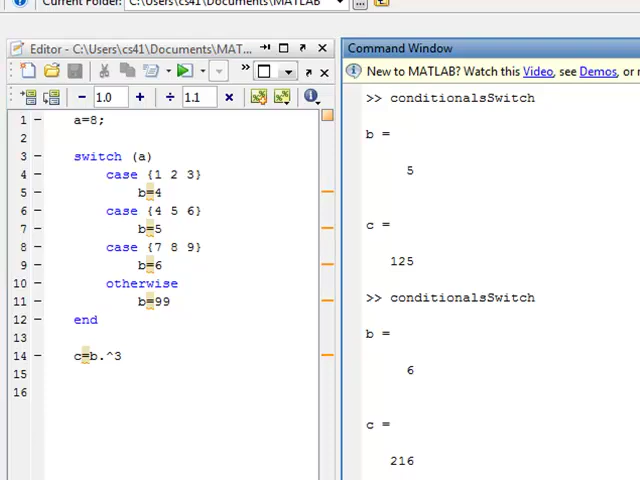 Current Folder: C:\Users\cs41\Documents\MATLAB
Editor - C:\Users\cs41\Documents\MAT...
1.0
1.1
1 a=8;
2
3 switch (a)
4 case {1 2 3}
5 b=4
6 case {4 5 6}
7 b=5
8 case {7 8 9}
9 b=6
10 otherwise
11 b=99
12 end
13
14 c=b.^3
15
16
Command Window
New to MATLAB? Watch this Video, see Demos, or r
>> conditionalsSwitch
b =
5
c =
125
>> conditionalsSwitch
b =
6
c =
216